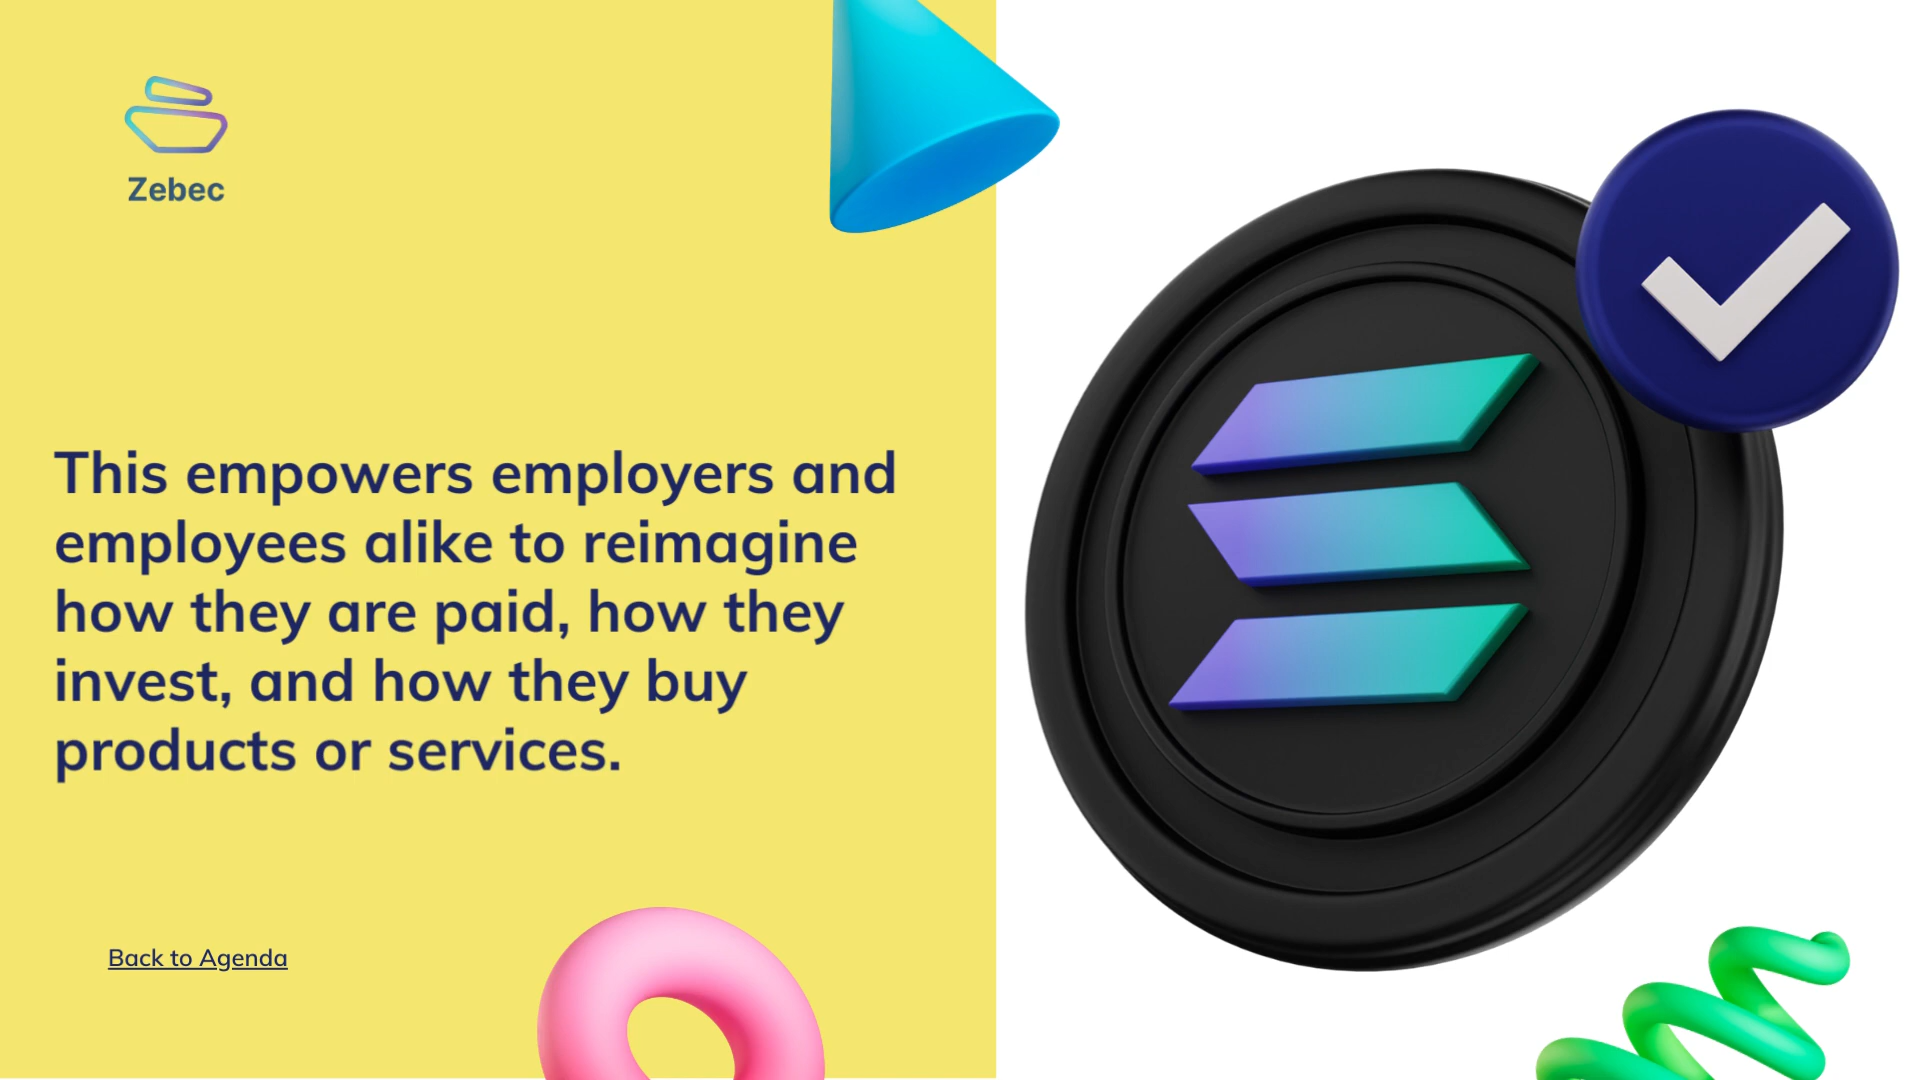 Zebec
This empowers employers and
employees alike to reimagine
how they are paid, how they
invest, and how they buy
products or services.
Back to Agenda